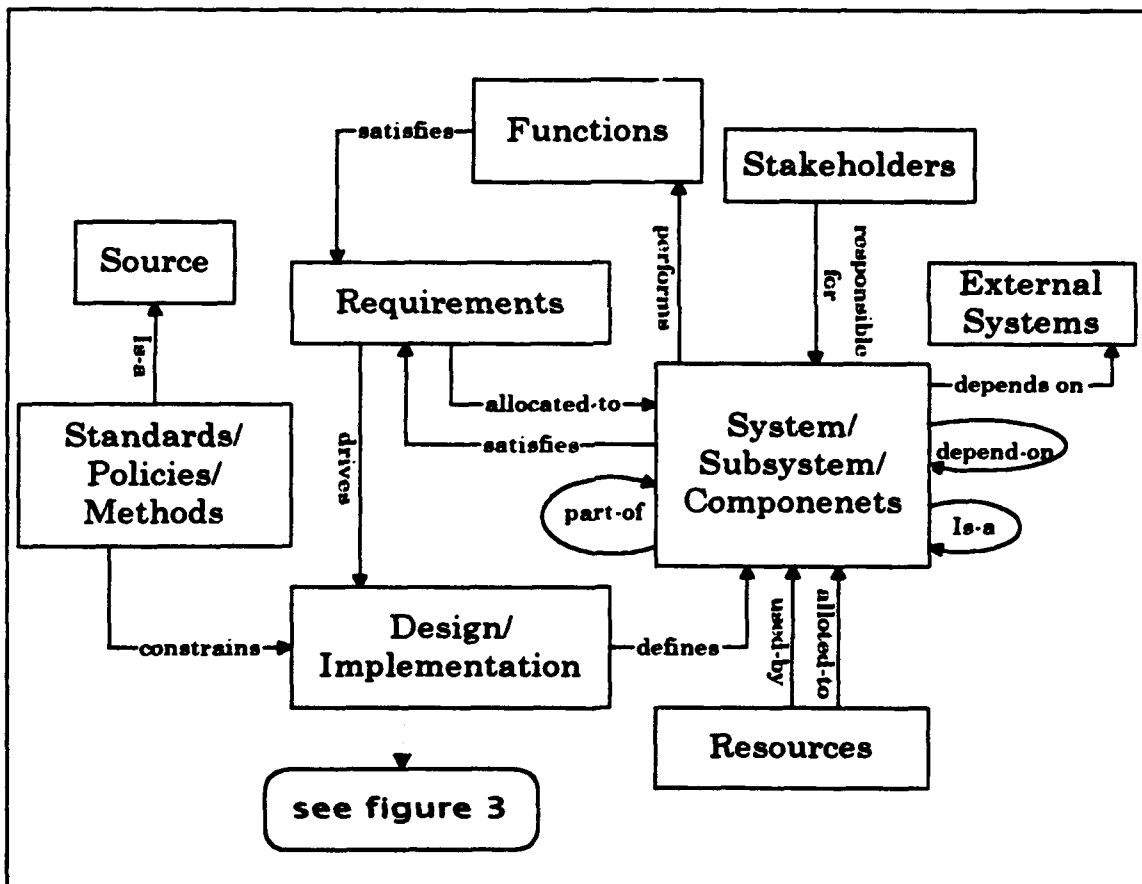 satisfies
Functions
Stakeholders
Source
performs
responsible
for
Requirements
External
Systems
Is-a
allocated-to
depends on
Standards/
Policies/
Methods
satisfies
System/
Subsystem/
Componenets
depend-on
drives
part-of
Is-a
constrains
Design/
Implementation
defines
used-by
alloted-to
Resources
see figure 3